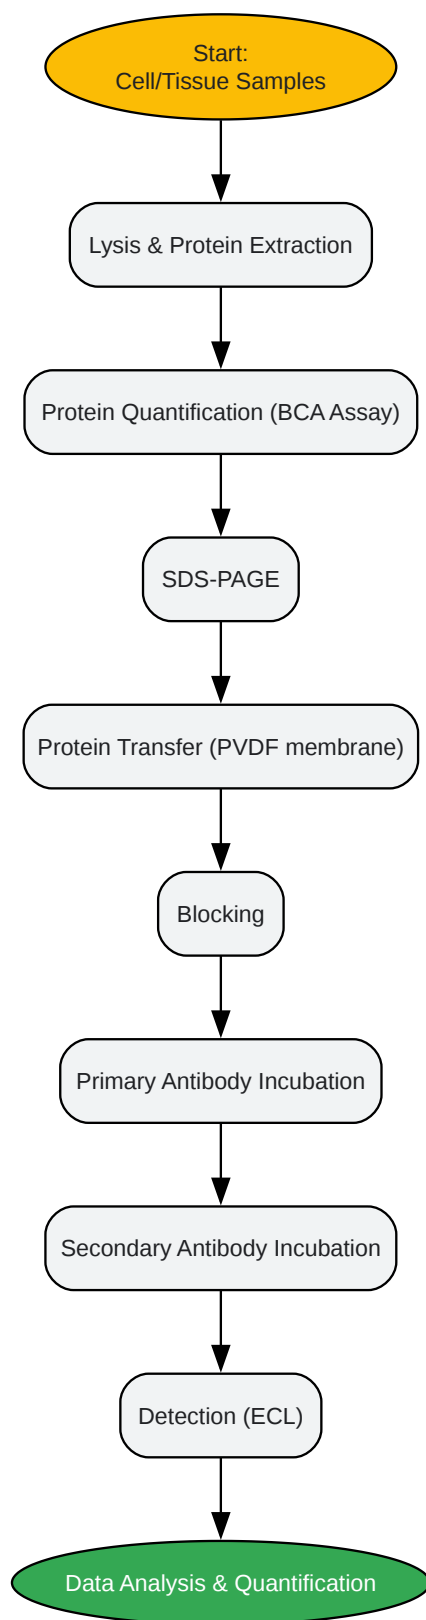 Start:
Cell/Tissue Samples
Lysis & Protein Extraction
Protein Quantification (BCA Assay)
SDS-PAGE
Protein Transfer (PVDF membrane)
Blocking
Primary Antibody Incubation
Secondary Antibody Incubation
Detection (ECL)
Data Analysis & Quantification